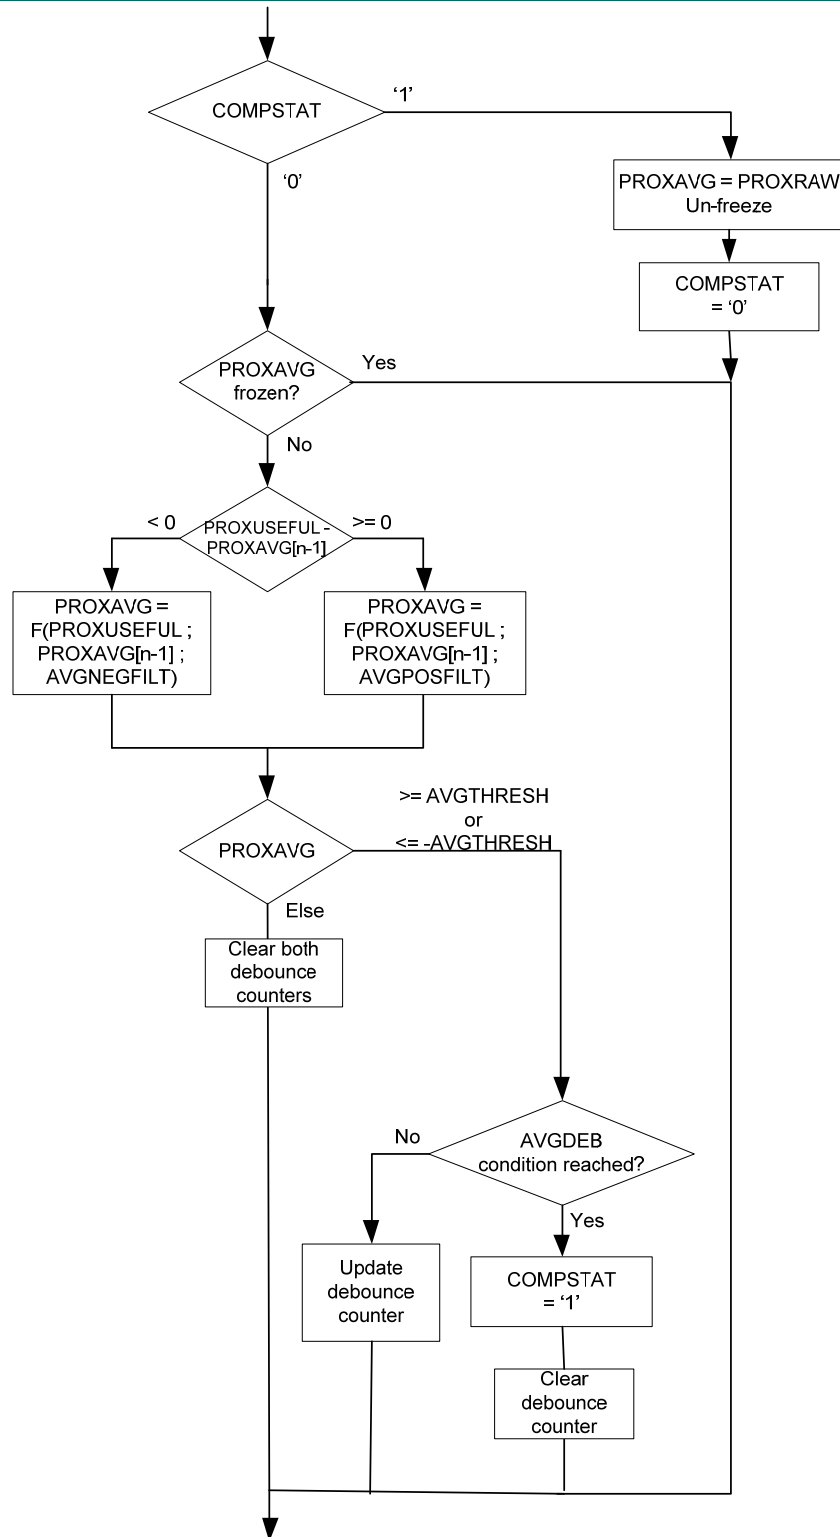 COMPSTAT
‘1’
‘0’
PROXAVG = PROXRAW
Un-freeze
COMPSTAT
= ‘0’
PROXAVG
frozen?
Yes
No
PROXUSEFUL -
PROXAVG[n-1]
< 0
>= 0
PROXAVG =
F(PROXUSEFUL ;
PROXAVG[n-1] ;
AVGNEGFILT)
PROXAVG =
F(PROXUSEFUL ;
PROXAVG[n-1] ;
AVGPOSFILT)
>= AVGTHRESH
or
<= -AVGTHRESH
PROXAVG
Else
Clear both
debounce
counters
AVGDEB
condition reached?
No
Yes
Update
debounce
counter
COMPSTAT
= ‘1’
Clear
debounce
counter